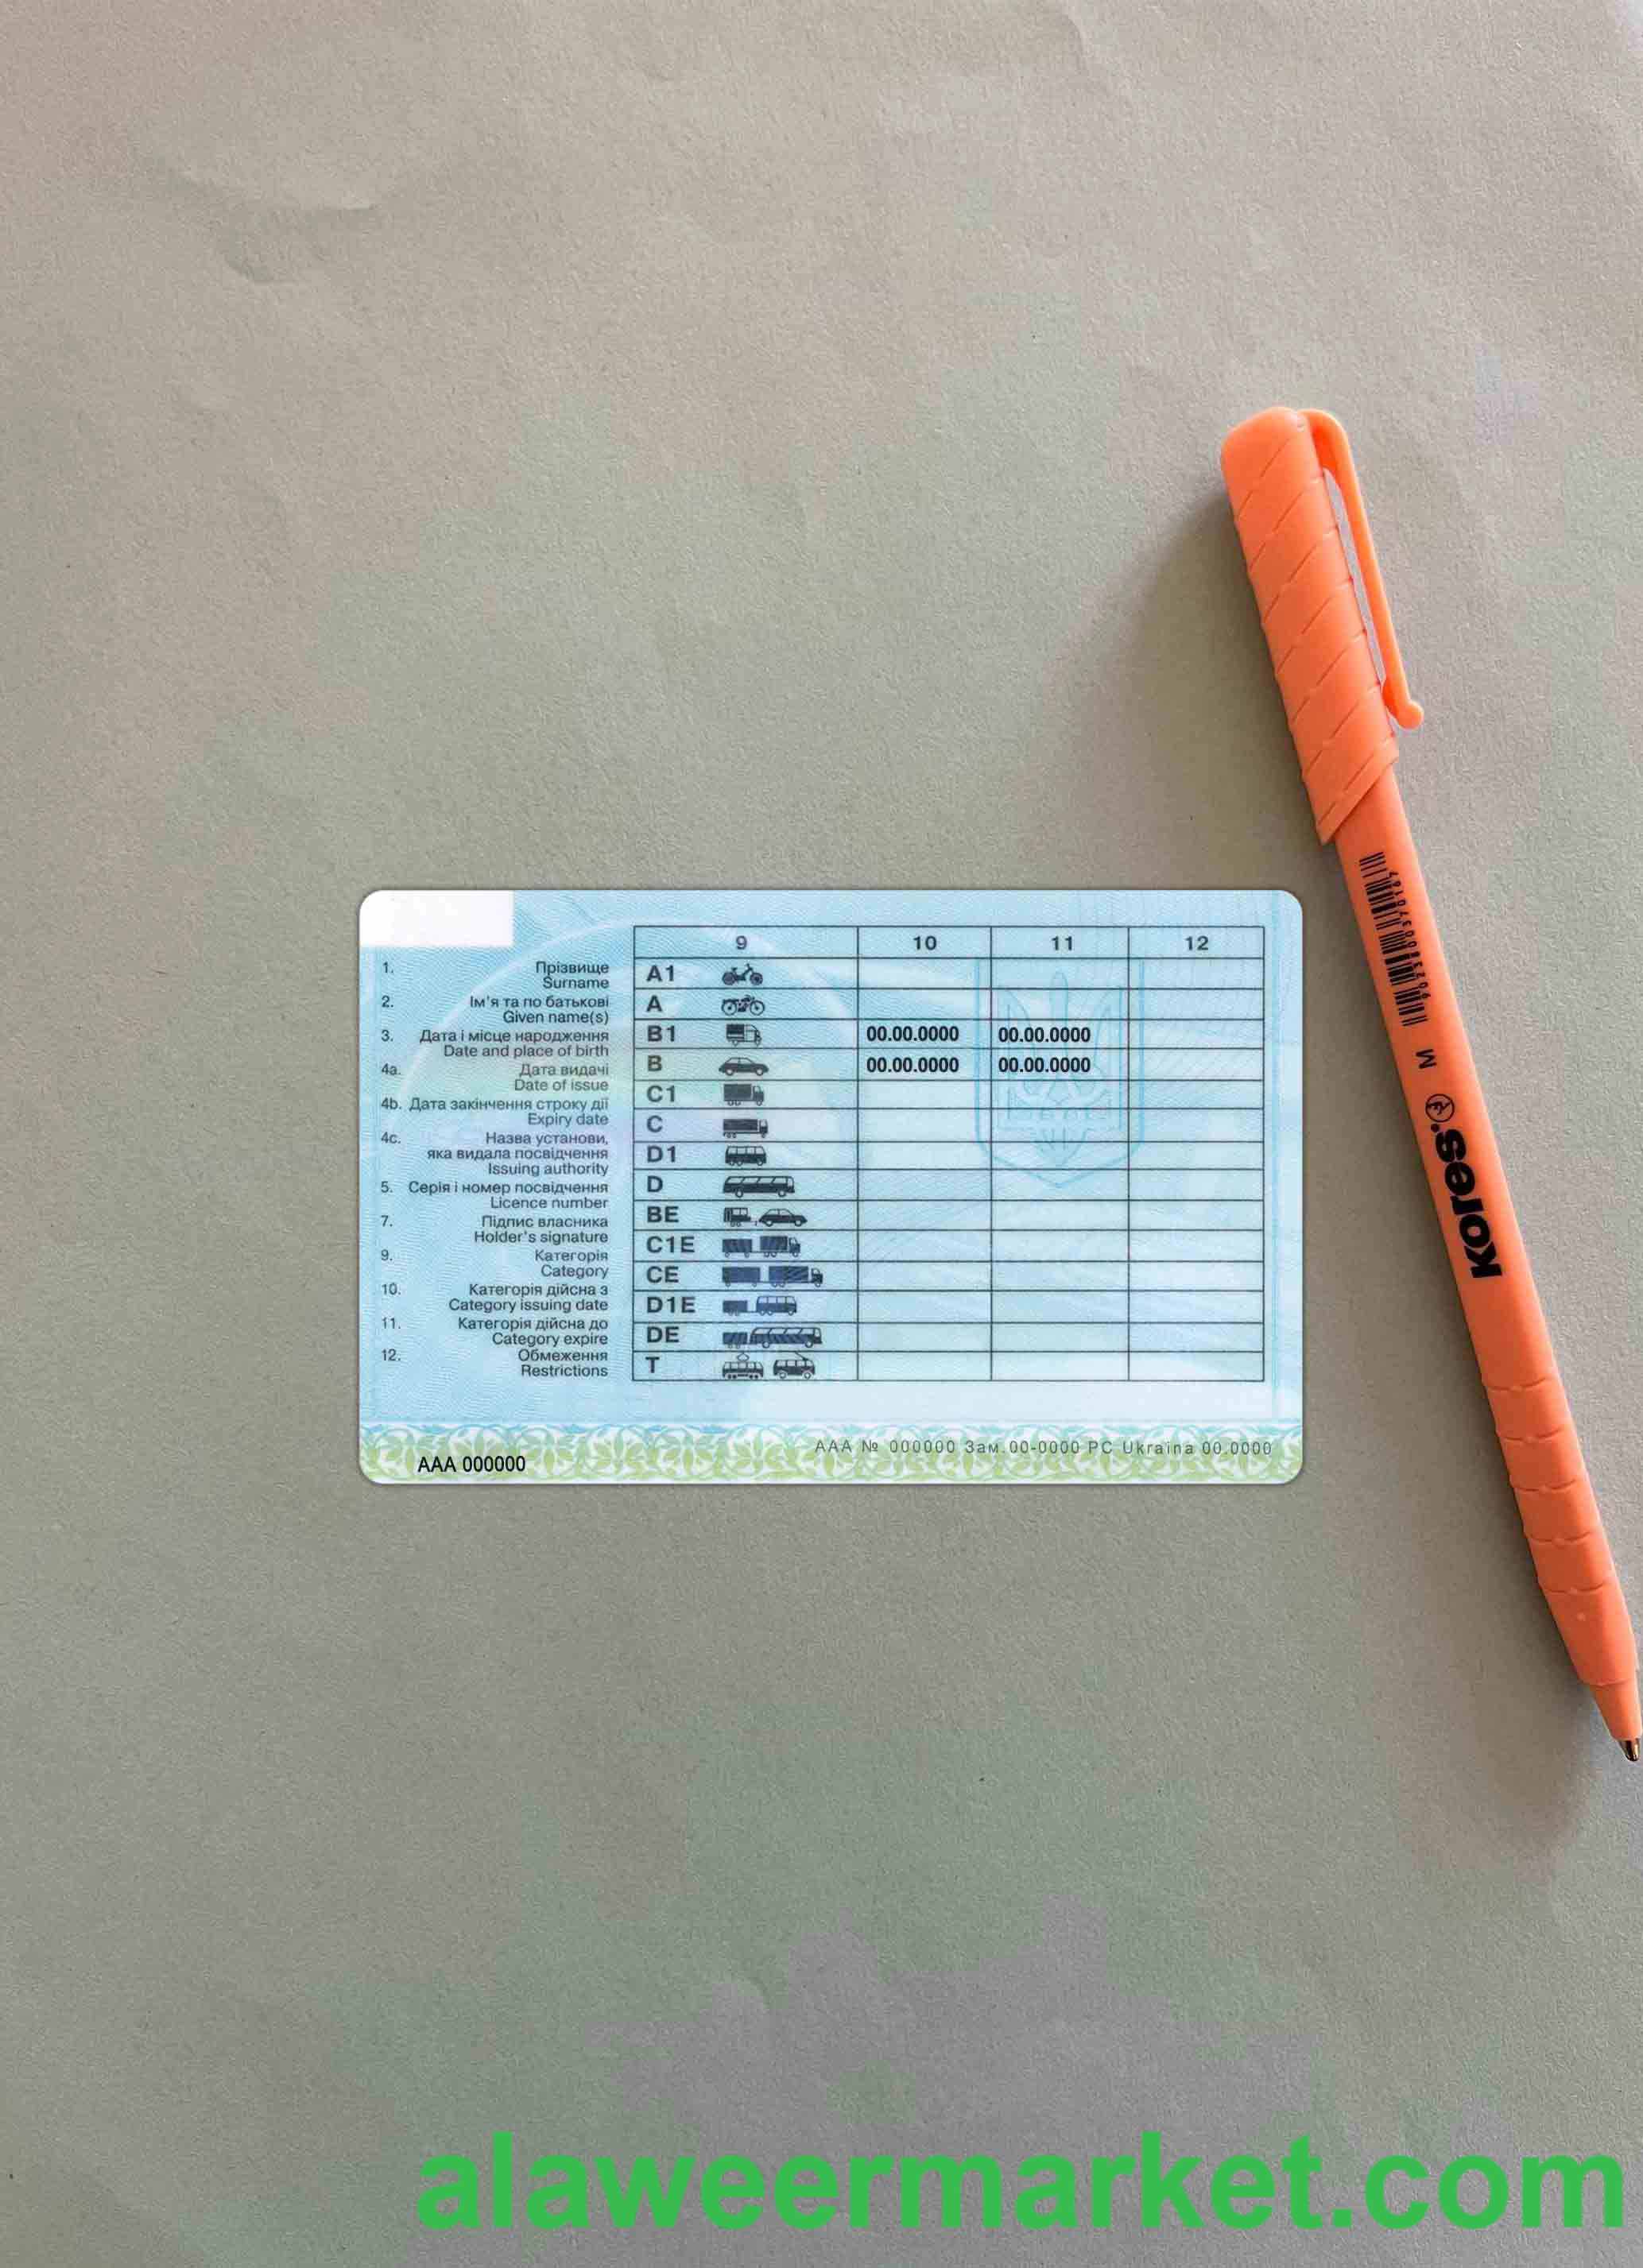 9 10 11 12
1. Прізвище
Surname
2. Ім'я та по батькові
Given name(s)
3. Дата і місце народження
Date and place of birth
4a. Дата видачі
Date of issue
4b. Дата закінчення строку дії
Expiry date
4c. Назва установи,
яка видала посвідчення
Issuing authority
5. Серія і номер посвідчення
Licence number
7. Підпис власника
Holder's signature
9. Категорія
Category
10. Категорія дійсна з
Category issuing date
11. Категорія дійсна до
Category expire
12. Обмеження
Restrictions
A1
A
B1 00.00.0000 00.00.0000
B 00.00.0000 00.00.0000
C1
C
D1
D
BE
C1E
CE
D1E
DE
T
AAA № 000000 Зам.00-0000 PC Ukraina 00.0000
AAA 000000
M
Kores
alaweermarket.com